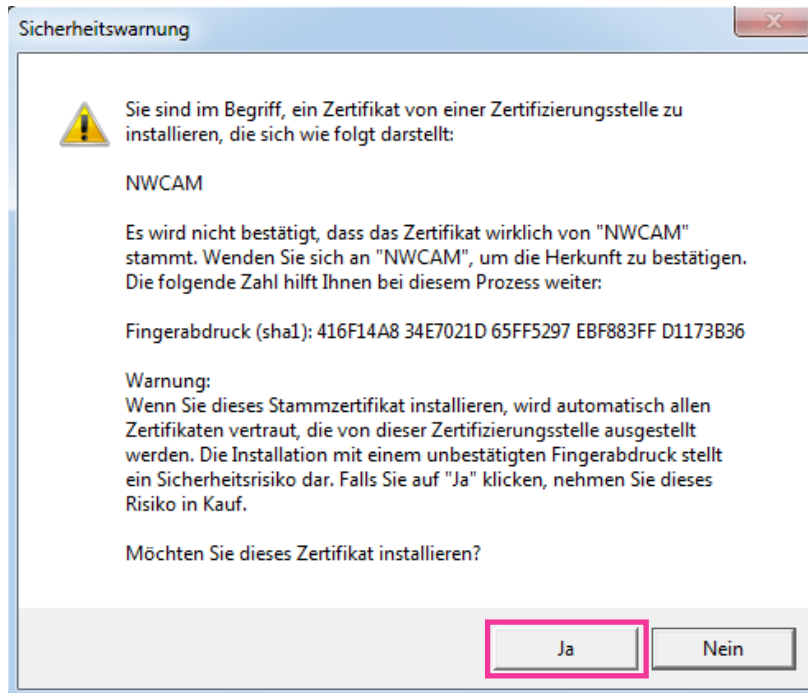 Sicherheitswarnung
Sie sind im Begriff, ein Zertifikat von einer Zertifizierungsstelle zu
installieren, die sich wie folgt darstellt:
NWCAM
Es wird nicht bestätigt, dass das Zertifikat wirklich von "NWCAM"
stammt. Wenden Sie sich an "NWCAM", um die Herkunft zu bestätigen.
Die folgende Zahl hilft Ihnen bei diesem Prozess weiter:
Fingerabdruck (sha1): 416F14A8 34E7021D 65FF5297 EBF883FF D1173B36
Warnung:
Wenn Sie dieses Stammzertifikat installieren, wird automatisch allen
Zertifikaten vertraut, die von dieser Zertifizierungsstelle ausgestellt
werden. Die Installation mit einem unbestätigten Fingerabdruck stellt
ein Sicherheitsrisiko dar. Falls Sie auf "Ja" klicken, nehmen Sie dieses
Risiko in Kauf.
Möchten Sie dieses Zertifikat installieren?
Ja Nein